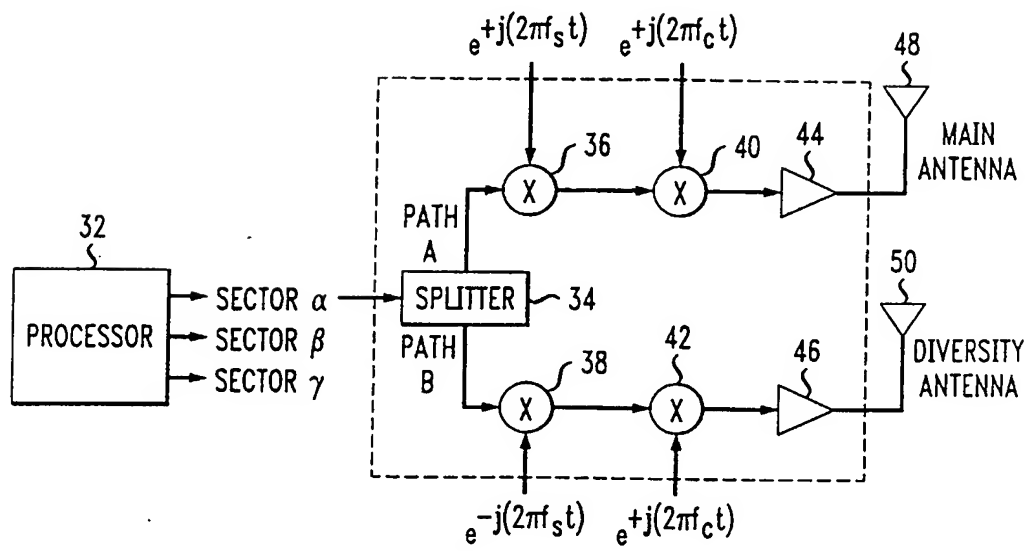 e+j(2πfst)
e+j(2πfct)
48
36
40
44
MAIN
ANTENNA
PATH
A
32
PROCESSOR
SECTOR α
SECTOR β
SECTOR γ
SPLITTER
34
50
PATH
B
38
42
46
DIVERSITY
ANTENNA
e-j(2πfst)
e+j(2πfct)